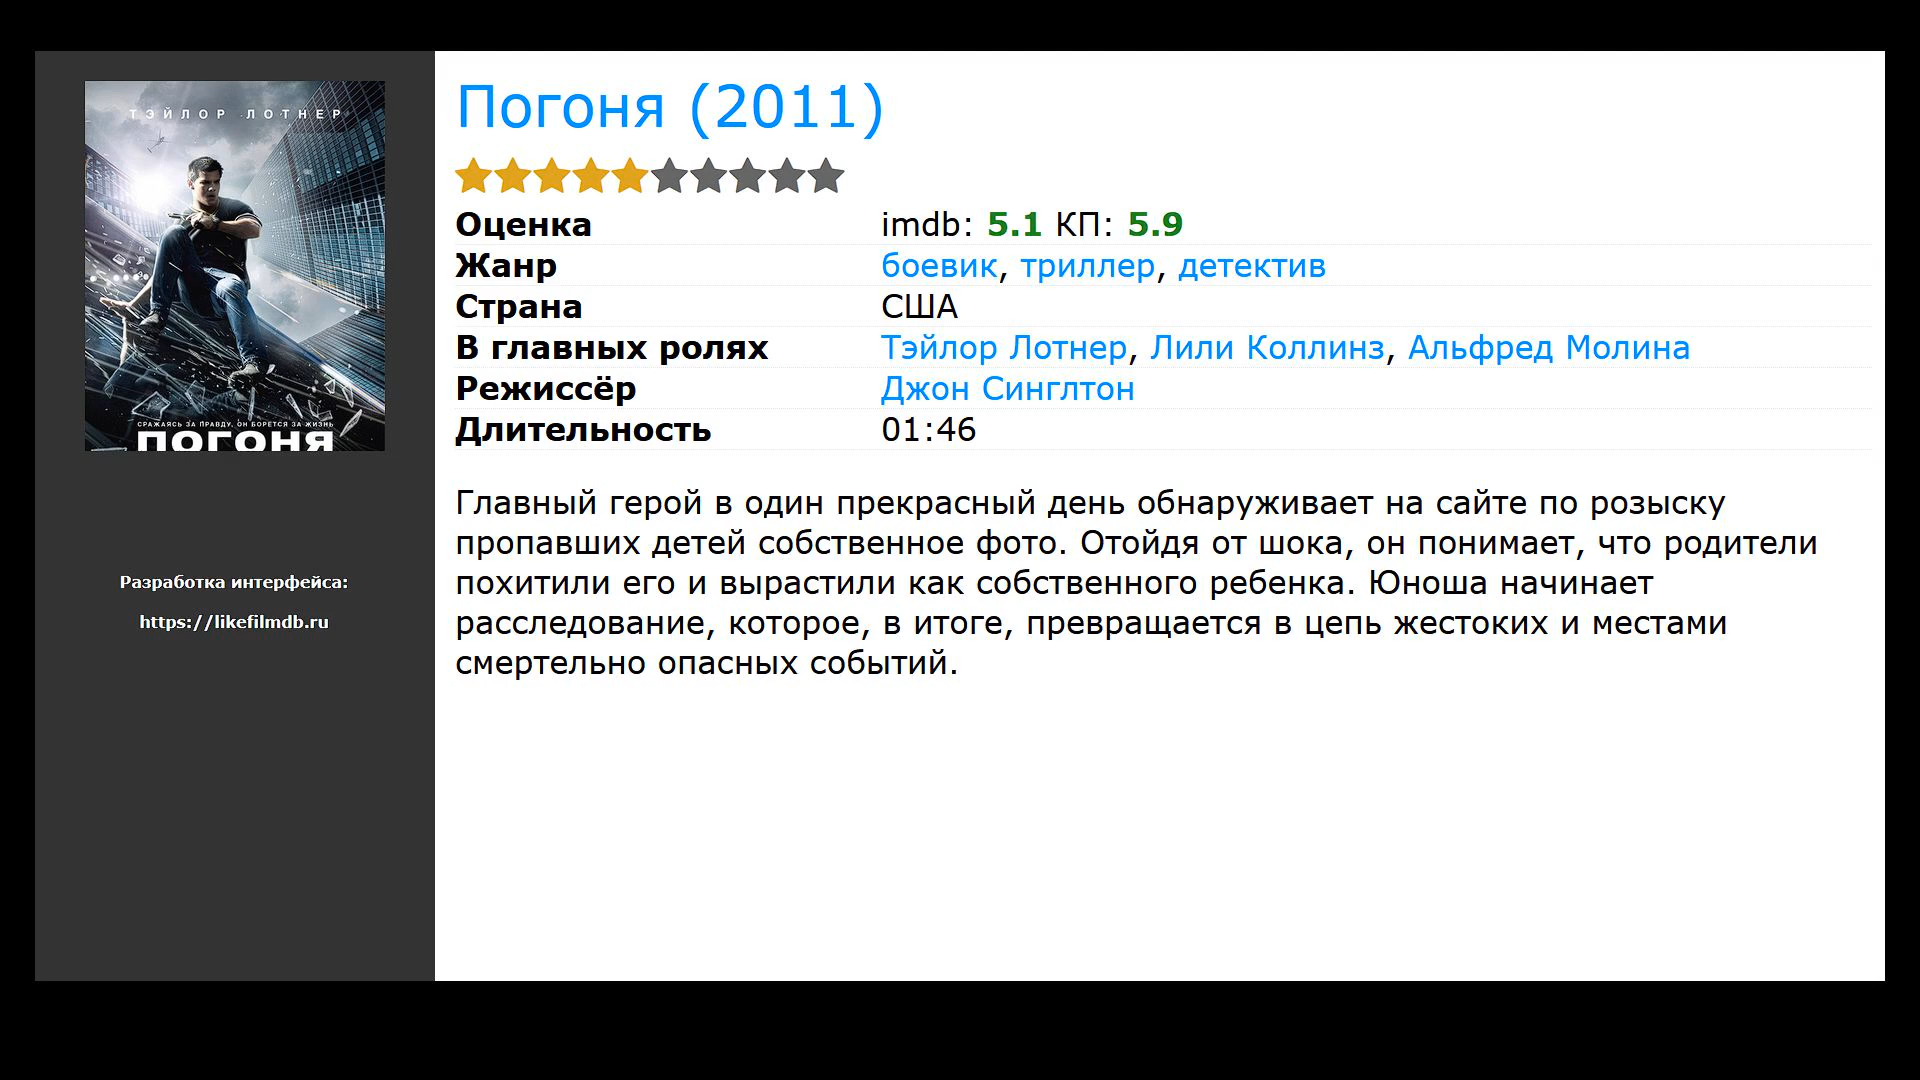 ТЭЙЛОР ЛОТНЕР
СРАЖАЯСЬ ЗА ПРАВДУ, ОН БОРЕТСЯ ЗА ЖИЗНЬ
ПОГОНЯ
Разработка интерфейса:
https://likefilmdb.ru
Погоня (2011)
Оценка imdb: 5.1 КП: 5.9
Жанр боевик, триллер, детектив
Страна США
В главных ролях Тэйлор Лотнер, Лили Коллинз, Альфред Молина
Режиссёр Джон Синглтон
Длительность 01:46
Главный герой в один прекрасный день обнаруживает на сайте по розыску
пропавших детей собственное фото. Отойдя от шока, он понимает, что родители
похитили его и вырастили как собственного ребенка. Юноша начинает
расследование, которое, в итоге, превращается в цепь жестоких и местами
смертельно опасных событий.